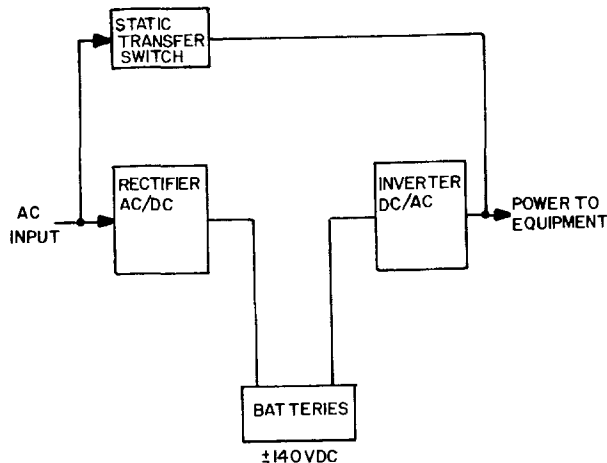 STATIC
TRANSFER
SWITCH
RECTIFIER
AC/DC
INVERTER
DC/AC
AC
INPUT
POWER TO
EQUIPMENT
BATTERIES
±140VDC